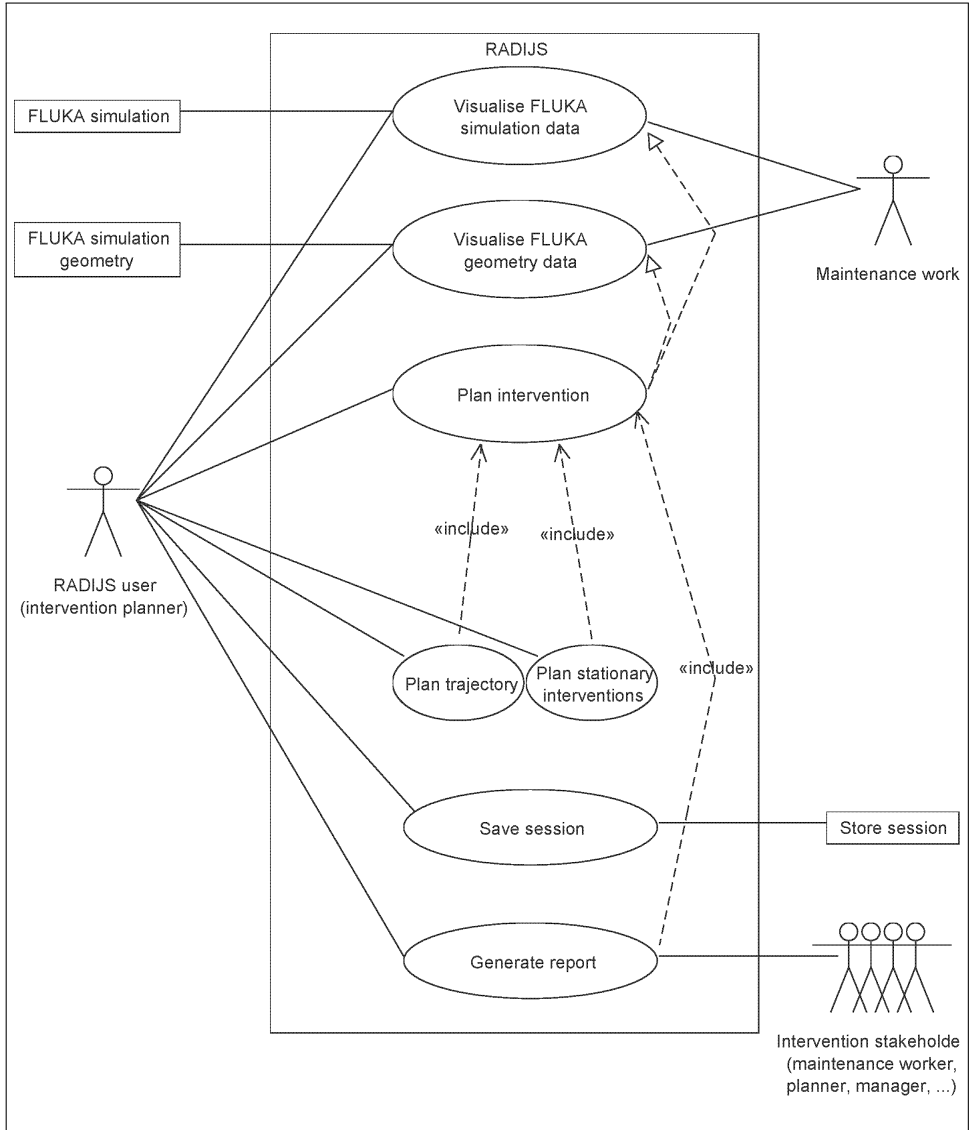 RADIJS
FLUKA simulation
Visualise FLUKA
simulation data
FLUKA simulation
geometry
Visualise FLUKA
geometry data
Maintenance work
Plan intervention
«include»
«include»
RADIJS user
(intervention planner)
Plan trajectory
Plan stationary
interventions
«include»
Save session
Store session
Generate report
Intervention stakeholde
(maintenance worker,
planner, manager, ...)